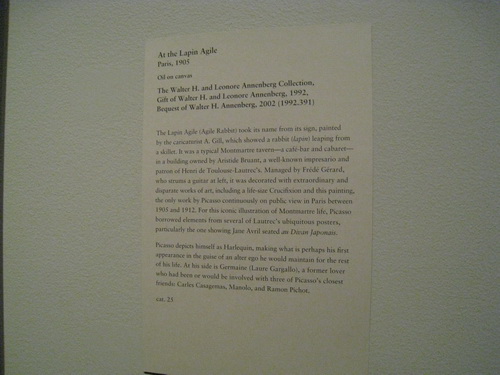 At the Lapin Agile
Paris, 1905
Oil on canvas
The Walter H. and Leonore Annenberg Collection,
Gift of Walter H. and Leonore Annenberg, 1992,
Bequest of Walter H. Annenberg, 2002 (1992.391)
The Lapin Agile (Agile Rabbit) took its name from its sign, painted
by the caricaturist A. Gill, which showed a rabbit (lapin) leaping from
a skillet. It was a typical Montmartre tavern—a café-bar and cabaret—
in a building owned by Aristide Bruant, a well-known impresario and
patron of Henri de Toulouse-Lautrec's. Managed by Frédé Gérard,
who strums a guitar at left, it was decorated with extraordinary and
disparate works of art, including a life-size Crucifixion and this painting,
the only work by Picasso continuously on public view in Paris between
1905 and 1912. For this iconic illustration of Montmartre life, Picasso
borrowed elements from several of Lautrec's ubiquitous posters,
particularly the one showing Jane Avril seated au Divan Japonais.
Picasso depicts himself as Harlequin, making what is perhaps his first
appearance in the guise of an alter ego he would maintain for the rest
of his life. At his side is Germaine (Laure Gargallo), a former lover
who had been or would be involved with three of Picasso's closest
friends: Carles Casagemas, Manolo, and Ramon Pichot.
cat. 23